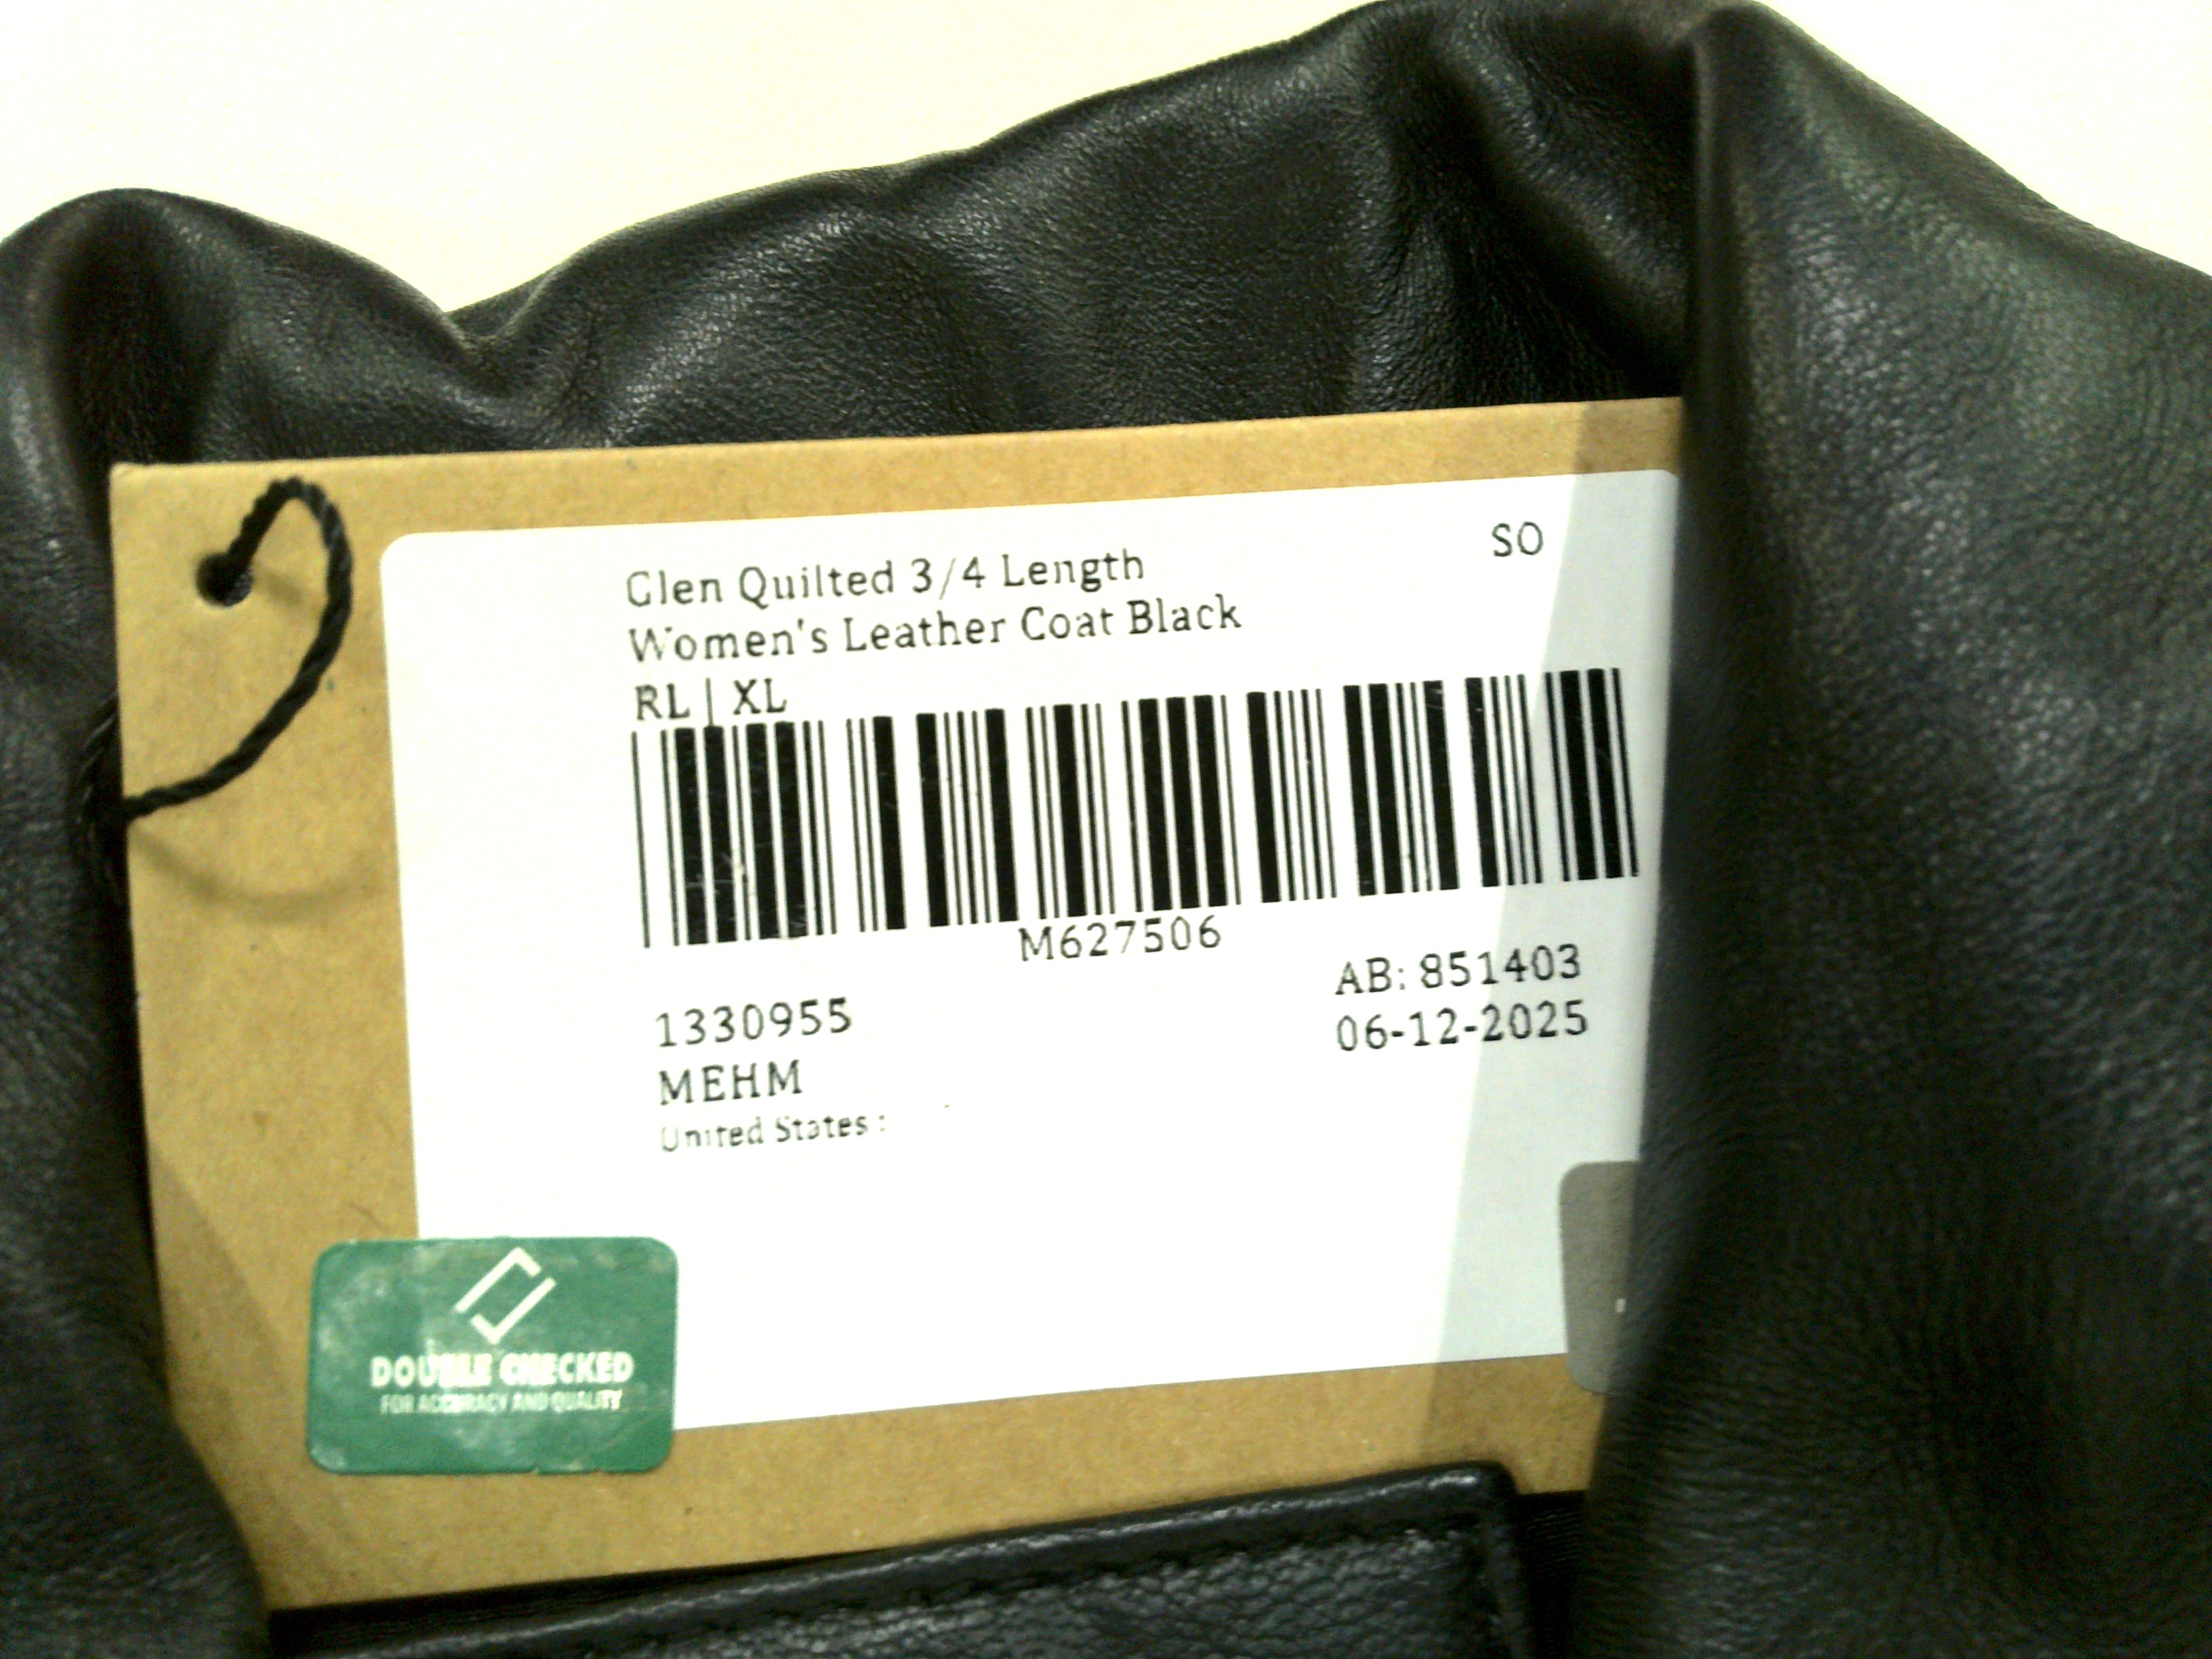 Glen Quilted 3/4 Length
SO
Women's Leather Coat Black
RL | XL
M627506
AB: 851403
1330955
06-12-2025
MEHM
United States :
DOUBLE CHECKED
FOR ACCURACY AND QUALITY